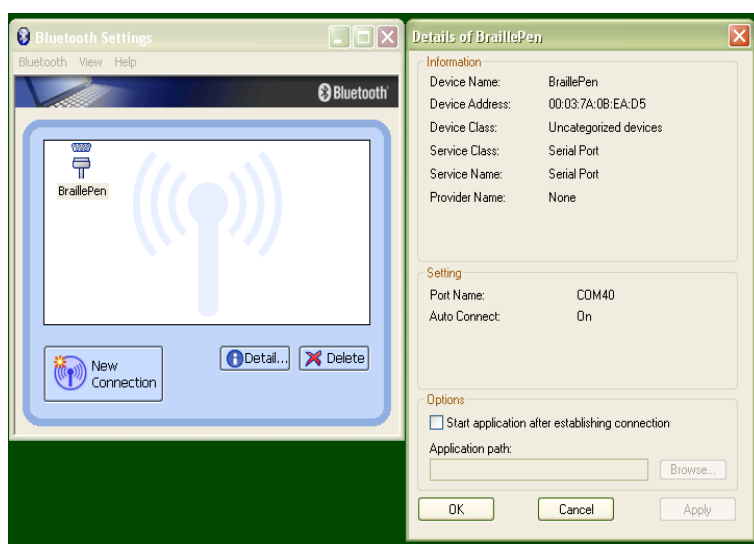 Bluetooth Settings
Bluetooth View Help
Bluetooth
BraillePen
New
Connection
Detail...
Delete
Details of BraillePen
Information
Device Name: BraillePen
Device Address: 00:03:7A:0B:EA:D5
Device Class: Uncategorized devices
Service Class: Serial Port
Service Name: Serial Port
Provider Name: None
Setting
Port Name: COM40
Auto Connect: On
Options
Start application after establishing connection
Application path:
Browse...
OK Cancel Apply